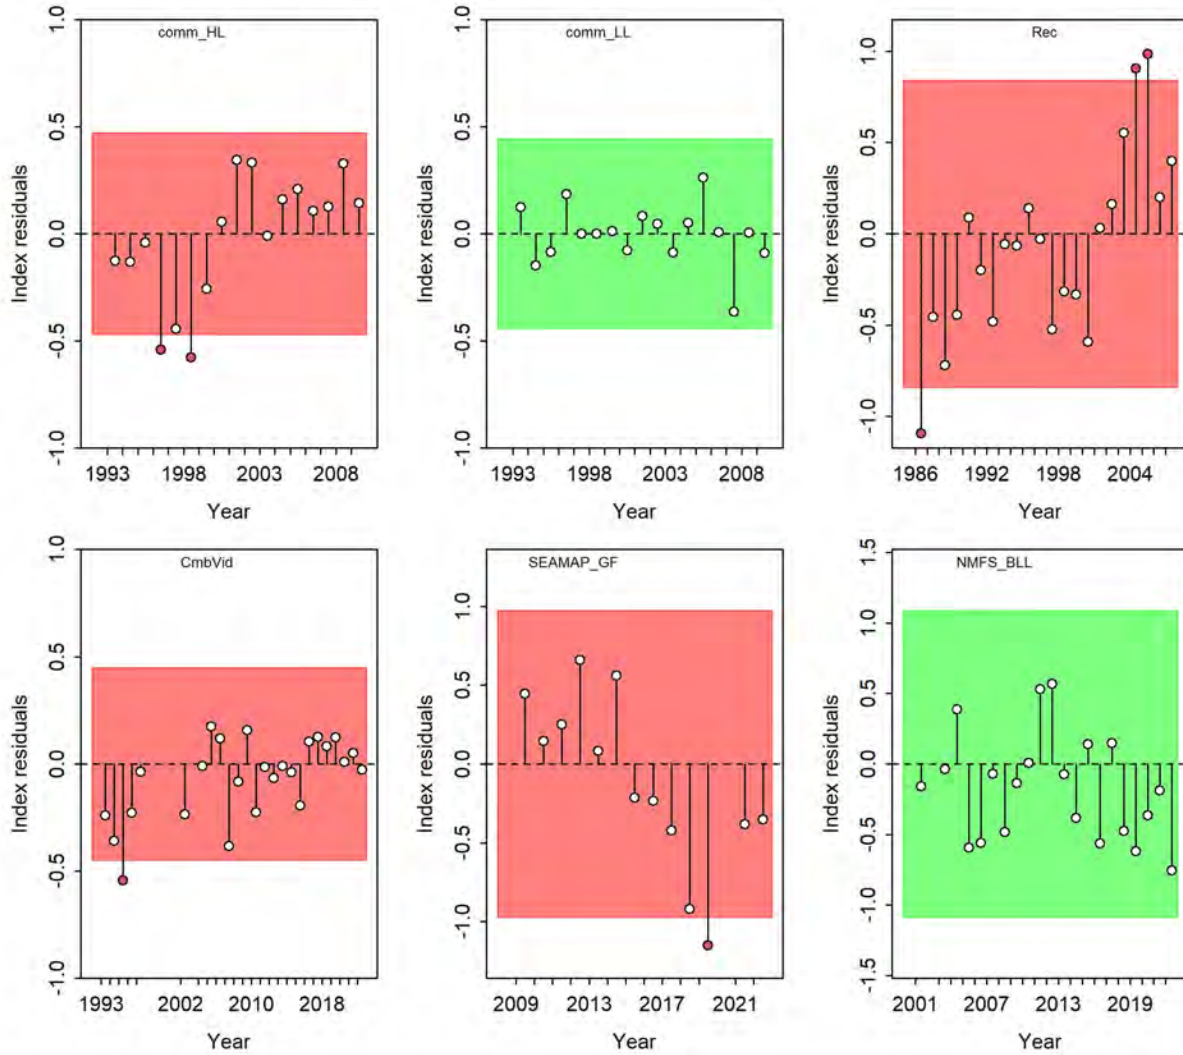 comm_HL
Index residuals
1.0
0.5
0.0
-0.5
-1.0
1993 1998 2003 2008
Year
comm_LL
Index residuals
1.0
0.5
0.0
-0.5
-1.0
1993 1998 2003 2008
Year
Rec
Index residuals
1.0
0.5
0.0
-0.5
-1.0
1986 1992 1998 2004
Year
CmbVid
Index residuals
1.0
0.5
0.0
-0.5
-1.0
1993 2002 2010 2019
Year
SEAMAP_GF
Index residuals
1.0
0.5
0.0
-0.5
-1.0
2009 2013 2017 2021
Year
NMFS_BLL
Index residuals
1.5
1.0
0.5
0.0
-0.5
-1.0
-1.5
2001 2007 2013 2019
Year